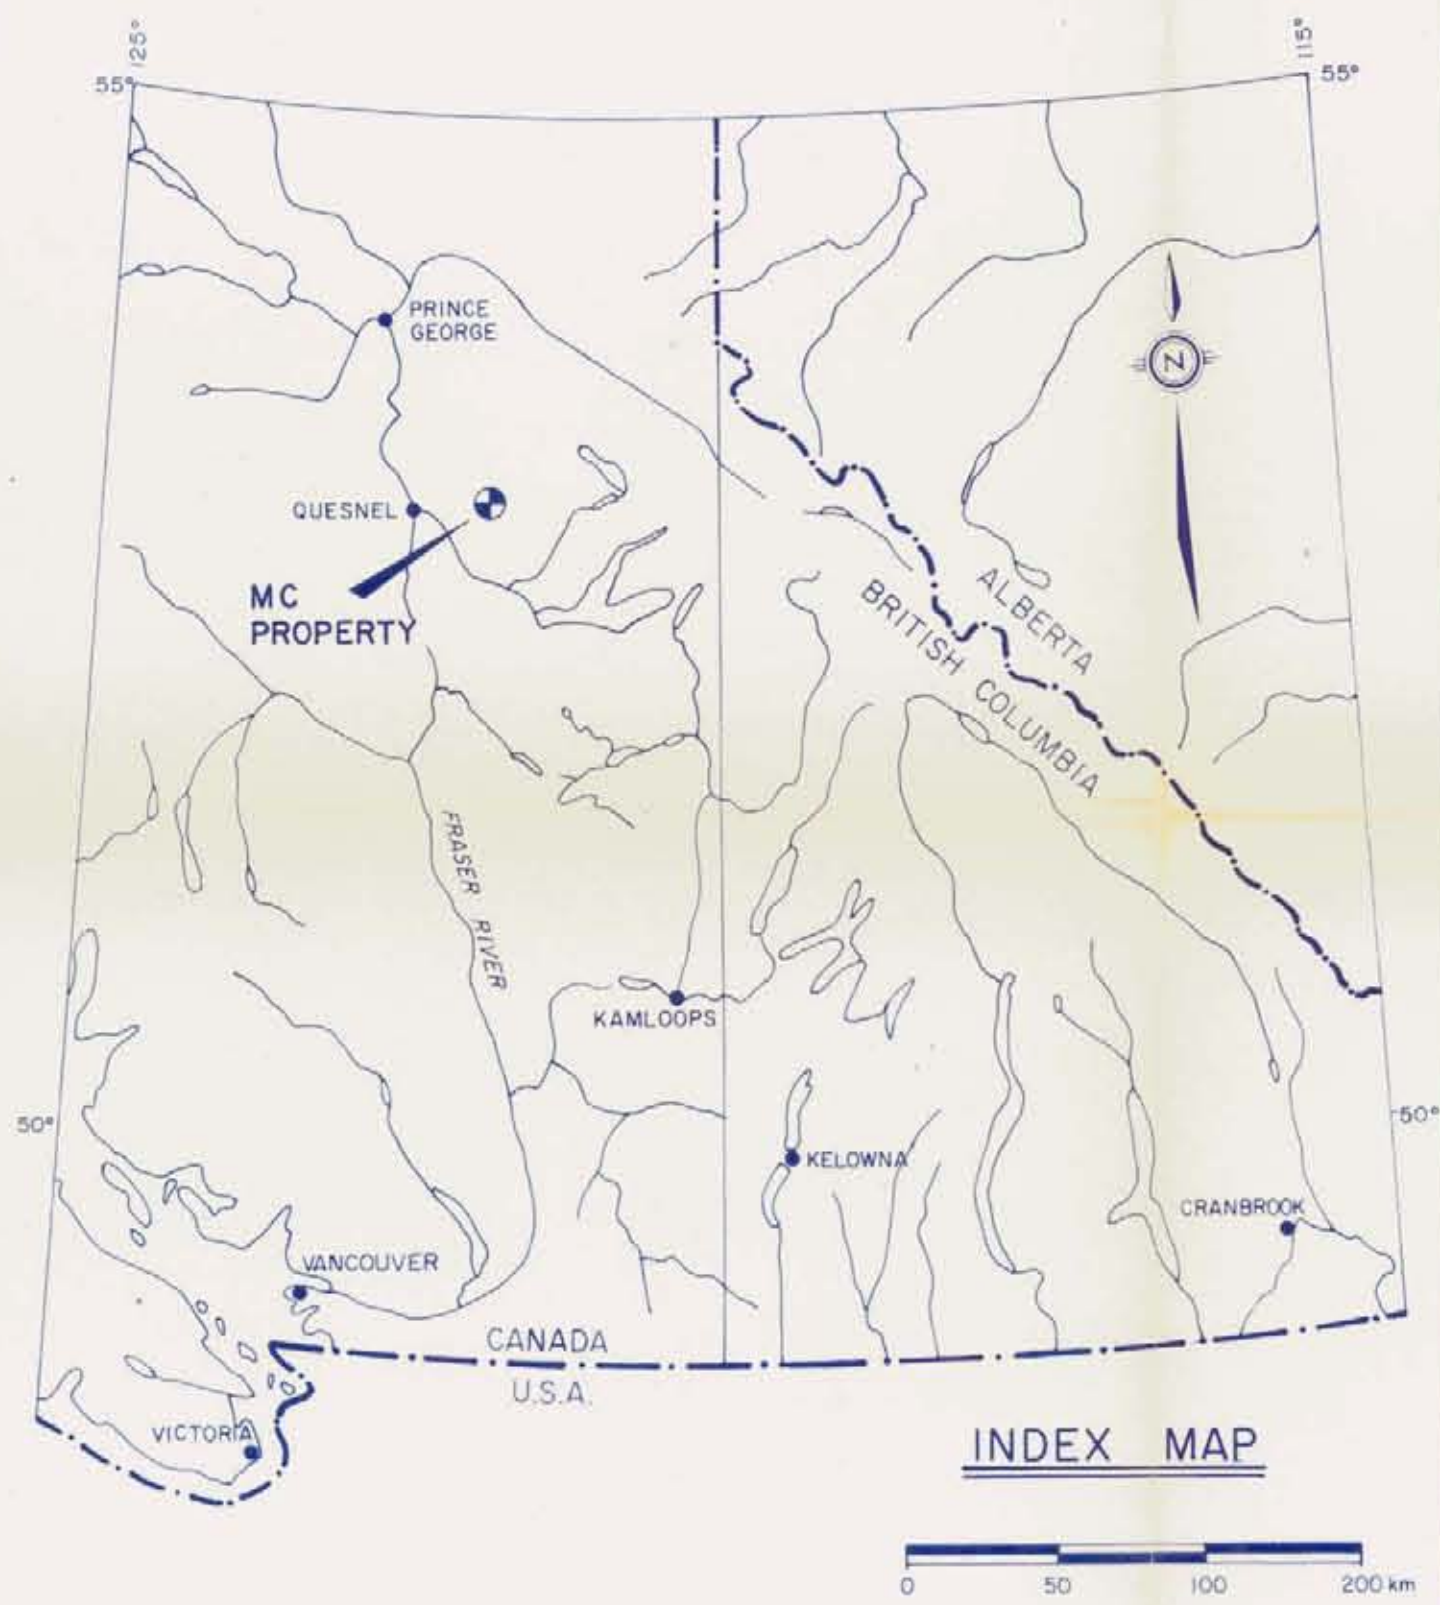 125°
115°
55°
55°
PRINCE
GEORGE
N
QUESNEL
MC
PROPERTY
ALBERTA
BRITISH COLUMBIA
FRASER RIVER
KAMLOOPS
50°
50°
KELOWNA
CRANBROOK
VANCOUVER
CANADA
U.S.A.
VICTORIA
INDEX MAP
0 50 100 200 km